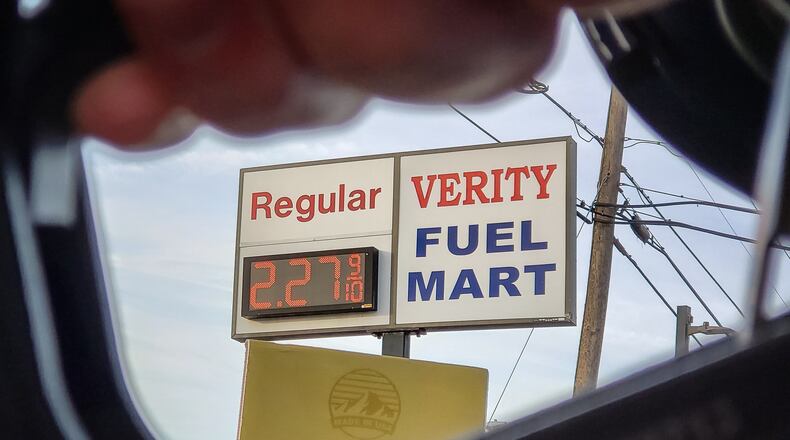 Regular
2.27 9/10
VERITY
FUEL
MART
MADE IN USA